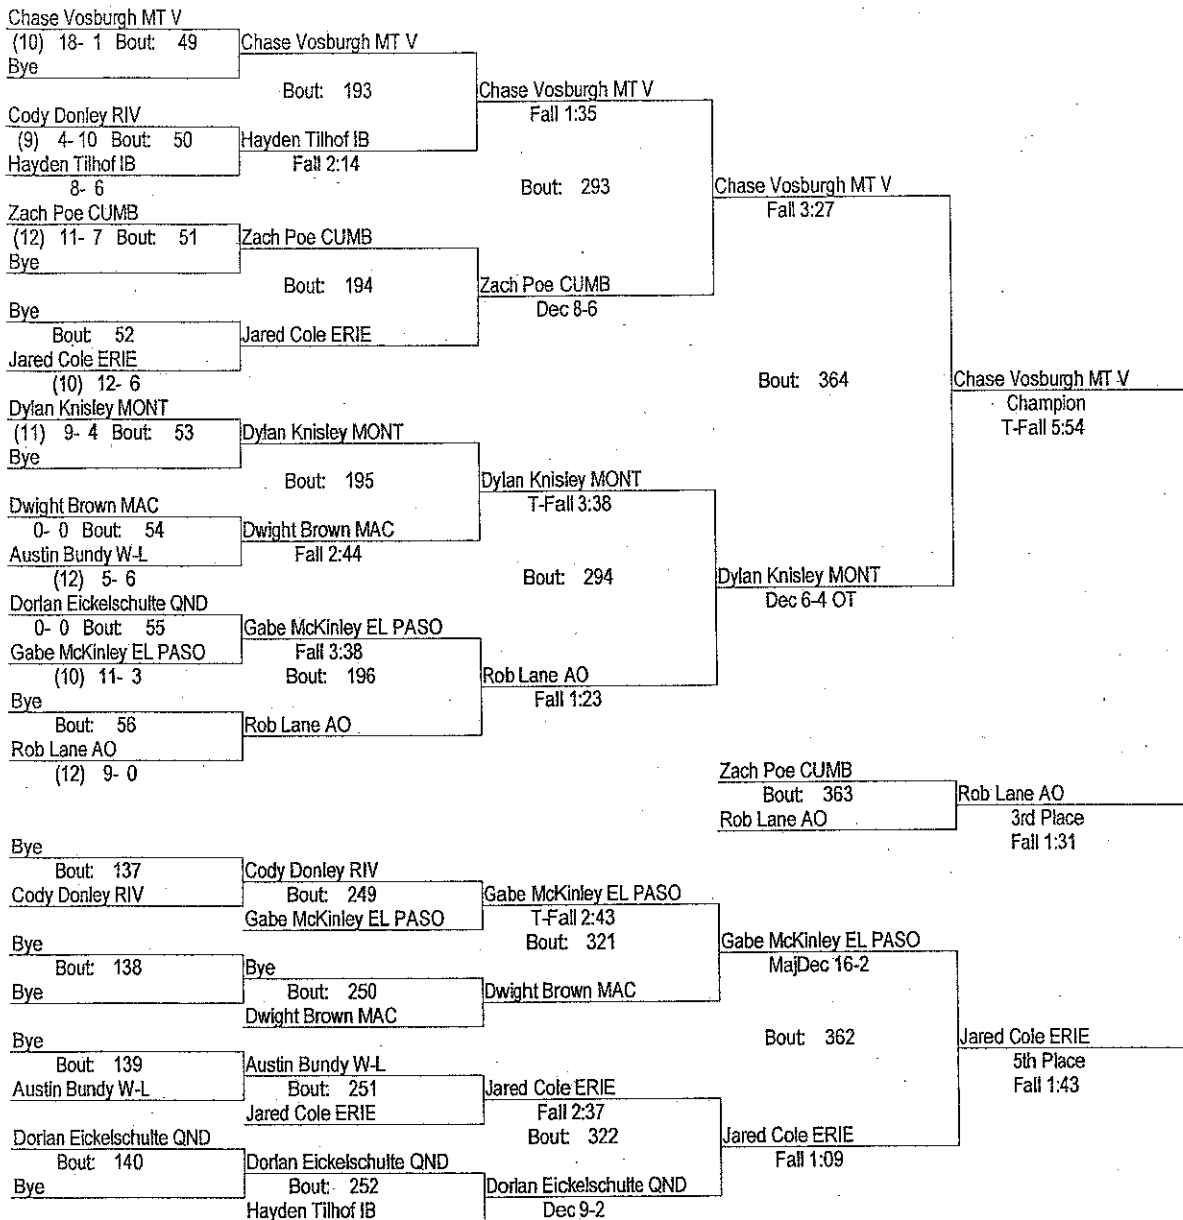 Chase Vosburgh MT V
(10) 18- 1 Bout: 49
Bye
Chase Vosburgh MT V
Bout: 193
Cody Donley RIV
(9) 4- 10 Bout: 50
Hayden Tilhof IB
8- 6
Hayden Tilhof IB
Fall 2:14
Chase Vosburgh MT V
Fall 1:35
Bout: 293
Zach Poe CUMB
(12) 11- 7 Bout: 51
Bye
Zach Poe CUMB
Bout: 194
Bye
Bout: 52
Jared Cole ERIE
(10) 12- 6
Jared Cole ERIE
Zach Poe CUMB
Dec 8-6
Chase Vosburgh MT V
Fall 3:27
Bout: 364
Dylan Knisley MONT
(11) 9- 4 Bout: 53
Bye
Dylan Knisley MONT
Bout: 195
Dwight Brown MAC
0- 0 Bout: 54
Austin Bundy W-L
(12) 5- 6
Dwight Brown MAC
Fall 2:44
Dylan Knisley MONT
T-Fall 3:38
Bout: 294
Dorian Eickelschulte QND
0- 0 Bout: 55
Gabe McKinley EL PASO
(10) 11- 3
Gabe McKinley EL PASO
Fall 3:38
Bout: 196
Bye
Bout: 56
Rob Lane AO
(12) 9- 0
Rob Lane AO
Rob Lane AO
Fall 1:23
Dylan Knisley MONT
Dec 6-4 OT
Chase Vosburgh MT V
Champion
T-Fall 5:54
Zach Poe CUMB
Bout: 363
Rob Lane AO
Rob Lane AO
3rd Place
Fall 1:31
Bye
Bout: 137
Cody Donley RIV
Cody Donley RIV
Bout: 249
Gabe McKinley EL PASO
Gabe McKinley EL PASO
T-Fall 2:43
Bout: 321
Bye
Bout: 138
Bye
Bye
Bout: 250
Dwight Brown MAC
Dwight Brown MAC
Gabe McKinley EL PASO
MajDec 16-2
Bout: 362
Bye
Bout: 139
Austin Bundy W-L
Austin Bundy W-L
Bout: 251
Jared Cole ERIE
Jared Cole ERIE
Fall 2:37
Bout: 322
Dorian Eickelschulte QND
Bout: 140
Bye
Dorian Eickelschulte QND
Bout: 252
Hayden Tilhof IB
Dorian Eickelschulte QND
Dec 9-2
Jared Cole ERIE
Fall 1:09
Jared Cole ERIE
5th Place
Fall 1:43